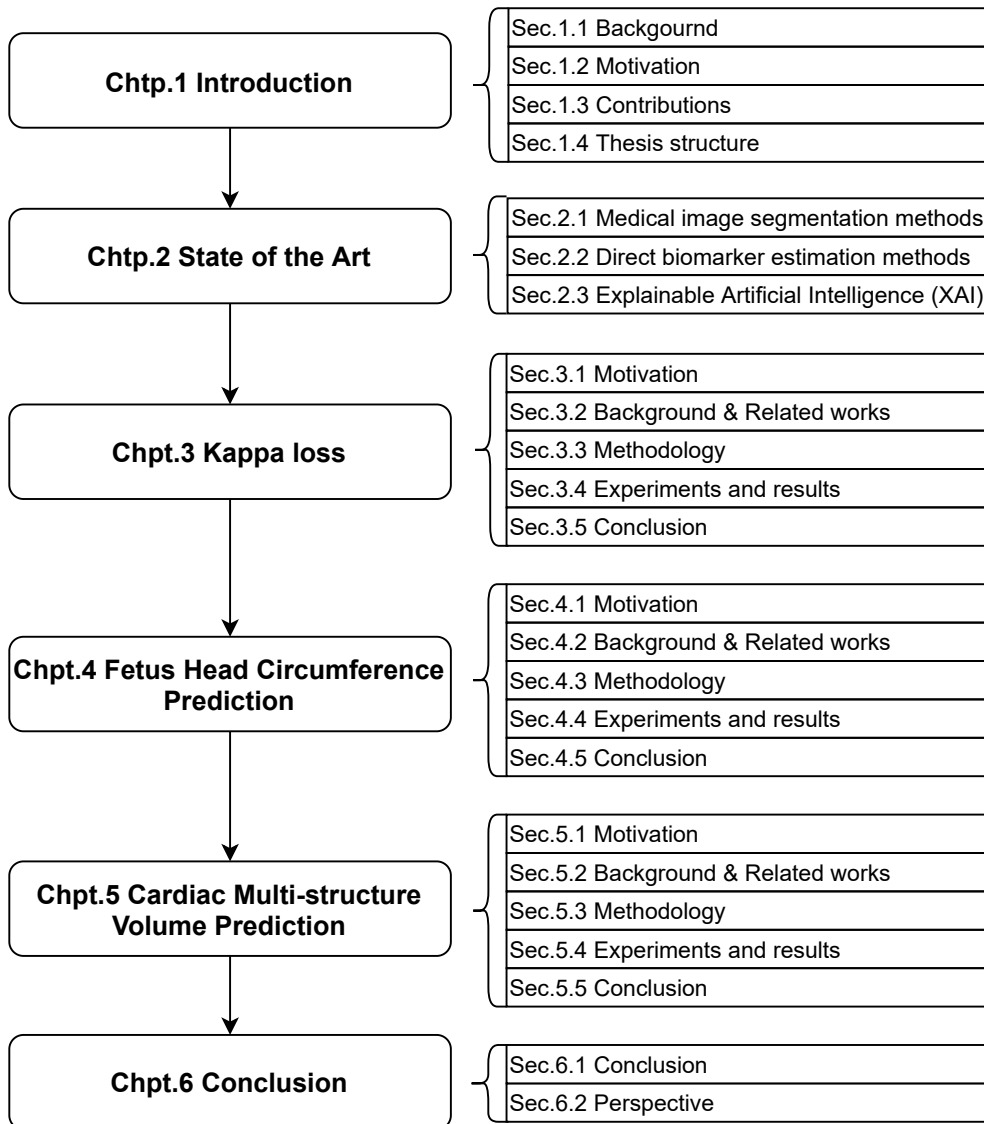 Chtp.1 Introduction
Sec.1.1 Backgournd
Sec.1.2 Motivation
Sec.1.3 Contributions
Sec.1.4 Thesis structure
Chtp.2 State of the Art
Sec.2.1 Medical image segmentation methods
Sec.2.2 Direct biomarker estimation methods
Sec.2.3 Explainable Artificial Intelligence (XAI)
Chpt.3 Kappa loss
Sec.3.1 Motivation
Sec.3.2 Background & Related works
Sec.3.3 Methodology
Sec.3.4 Experiments and results
Sec.3.5 Conclusion
Chpt.4 Fetus Head Circumference
Prediction
Sec.4.1 Motivation
Sec.4.2 Background & Related works
Sec.4.3 Methodology
Sec.4.4 Experiments and results
Sec.4.5 Conclusion
Chpt.5 Cardiac Multi-structure
Volume Prediction
Sec.5.1 Motivation
Sec.5.2 Background & Related works
Sec.5.3 Methodology
Sec.5.4 Experiments and results
Sec.5.5 Conclusion
Chpt.6 Conclusion
Sec.6.1 Conclusion
Sec.6.2 Perspective